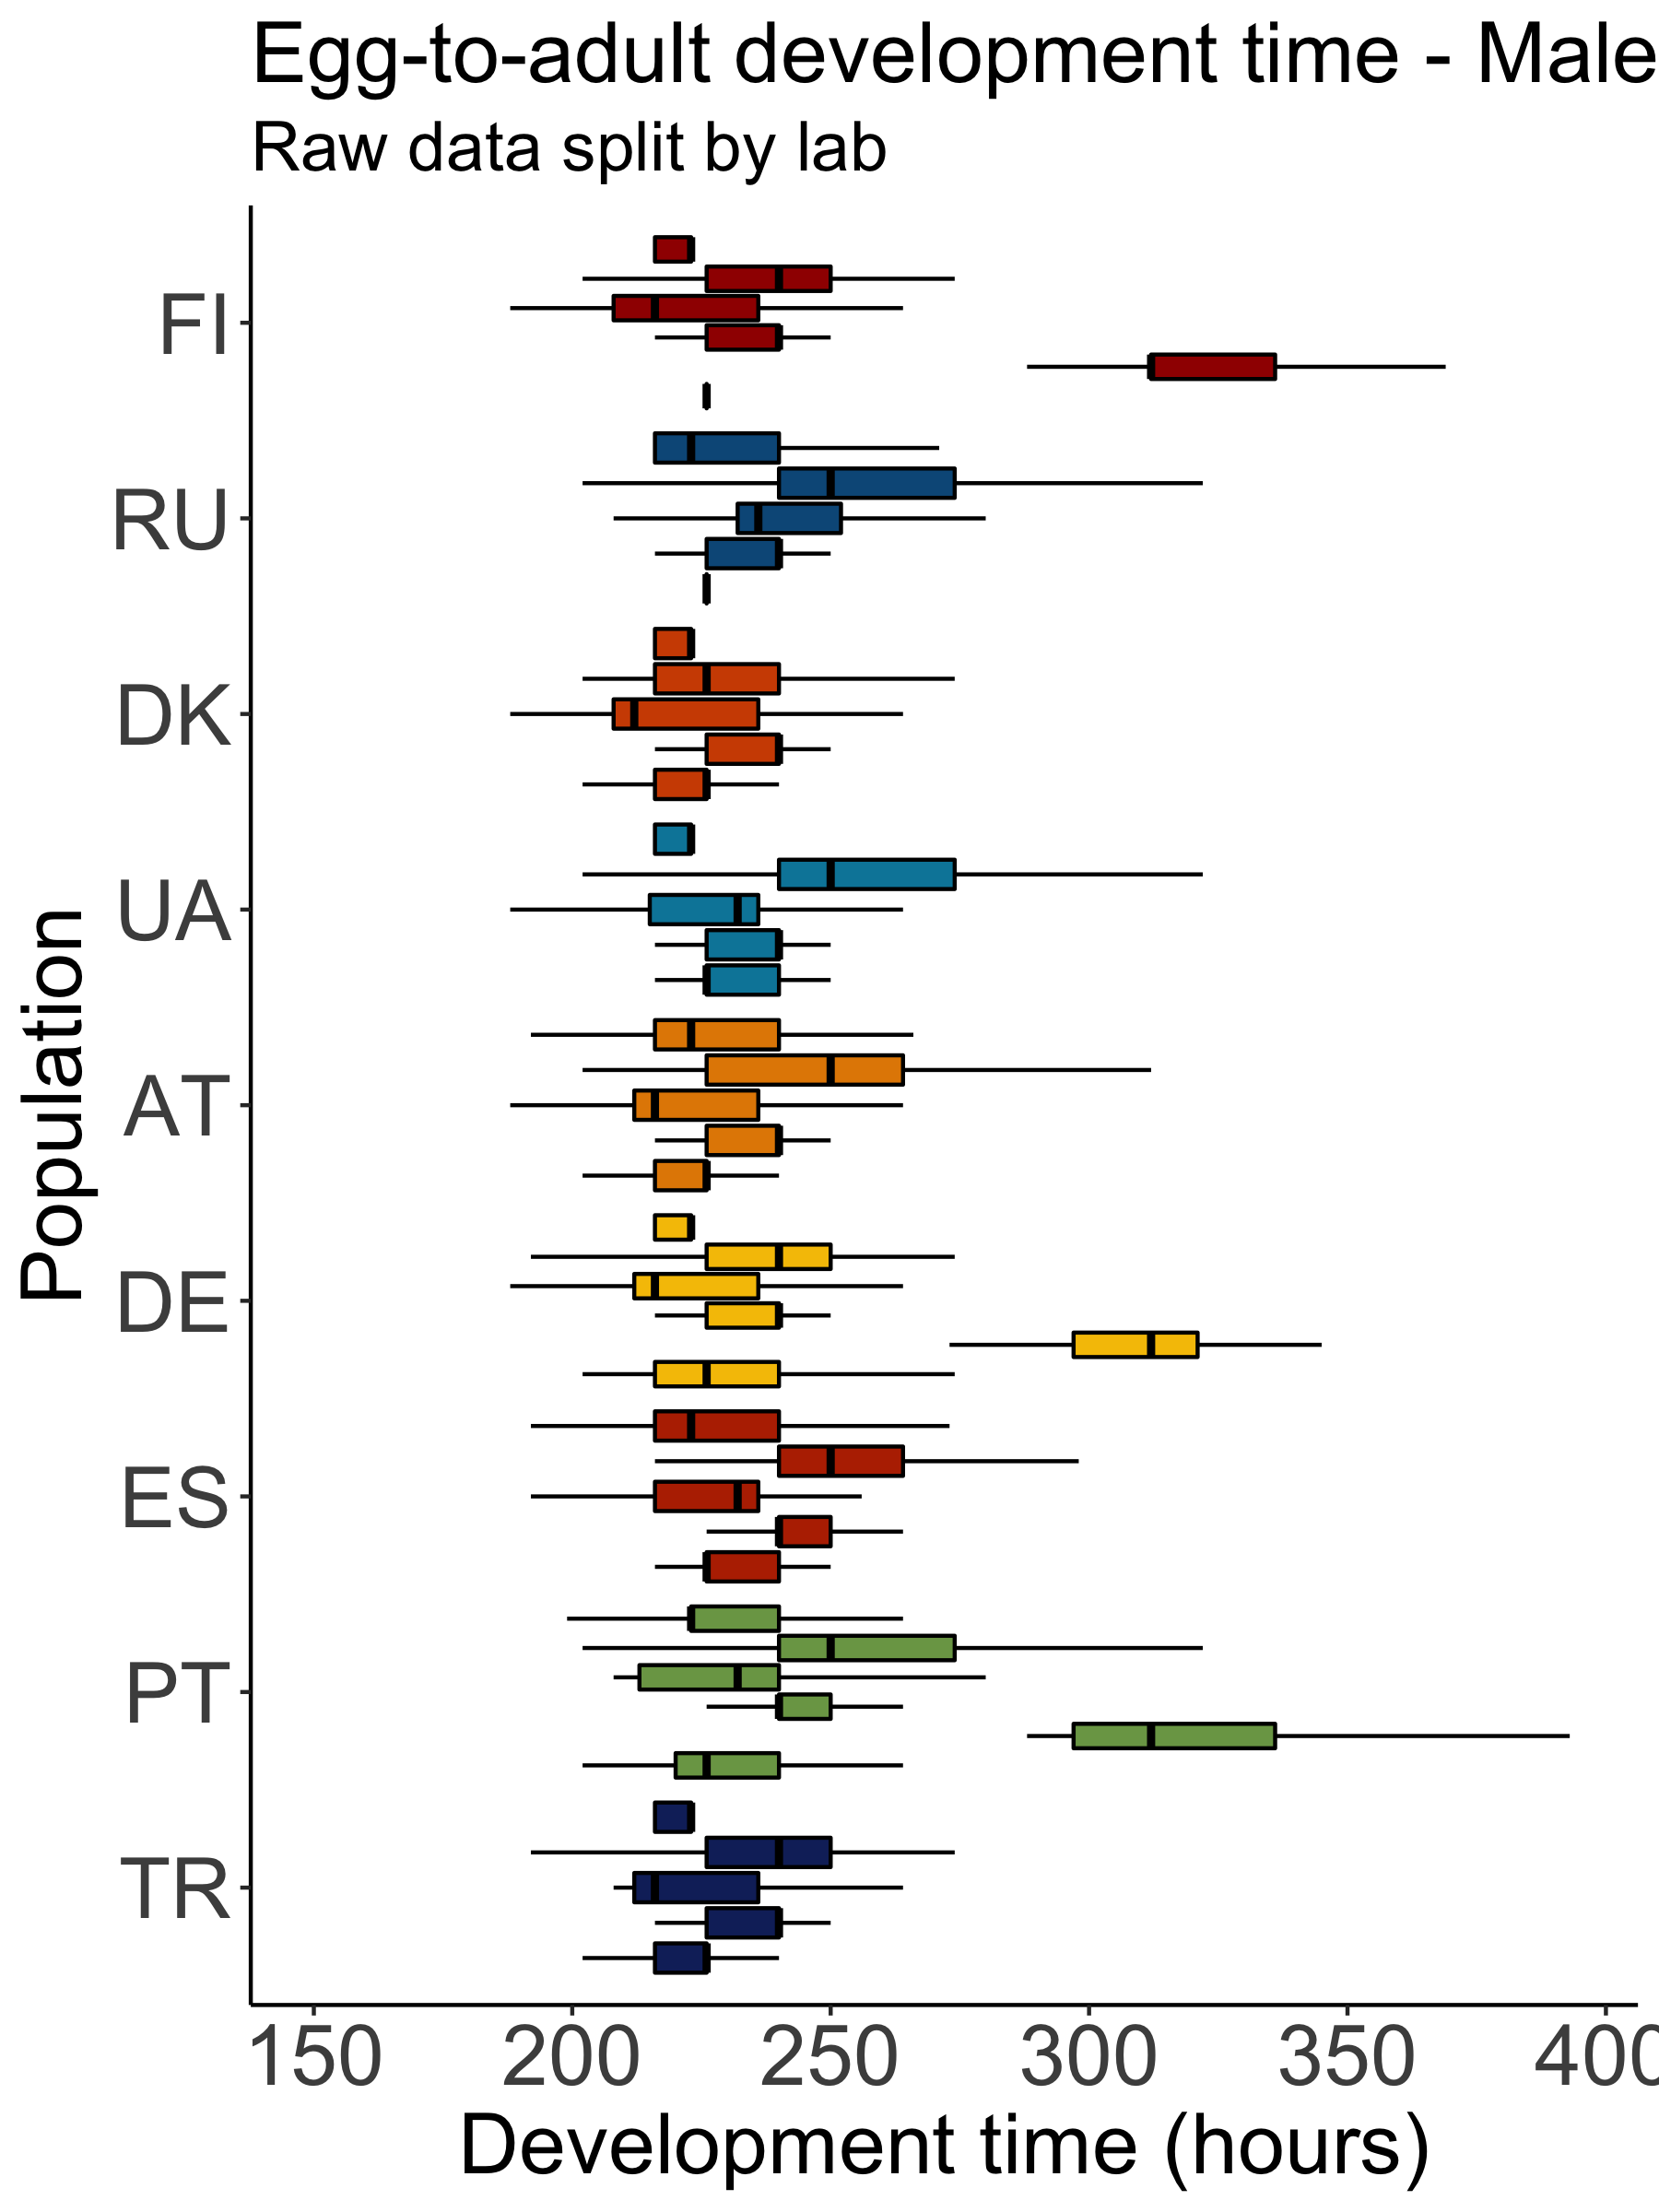 Egg-to-adult development time - Male
Raw data split by lab
Population
FI
RU
DK
UA
AT
DE
ES
PT
TR
150 200 250 300 350 400
Development time (hours)